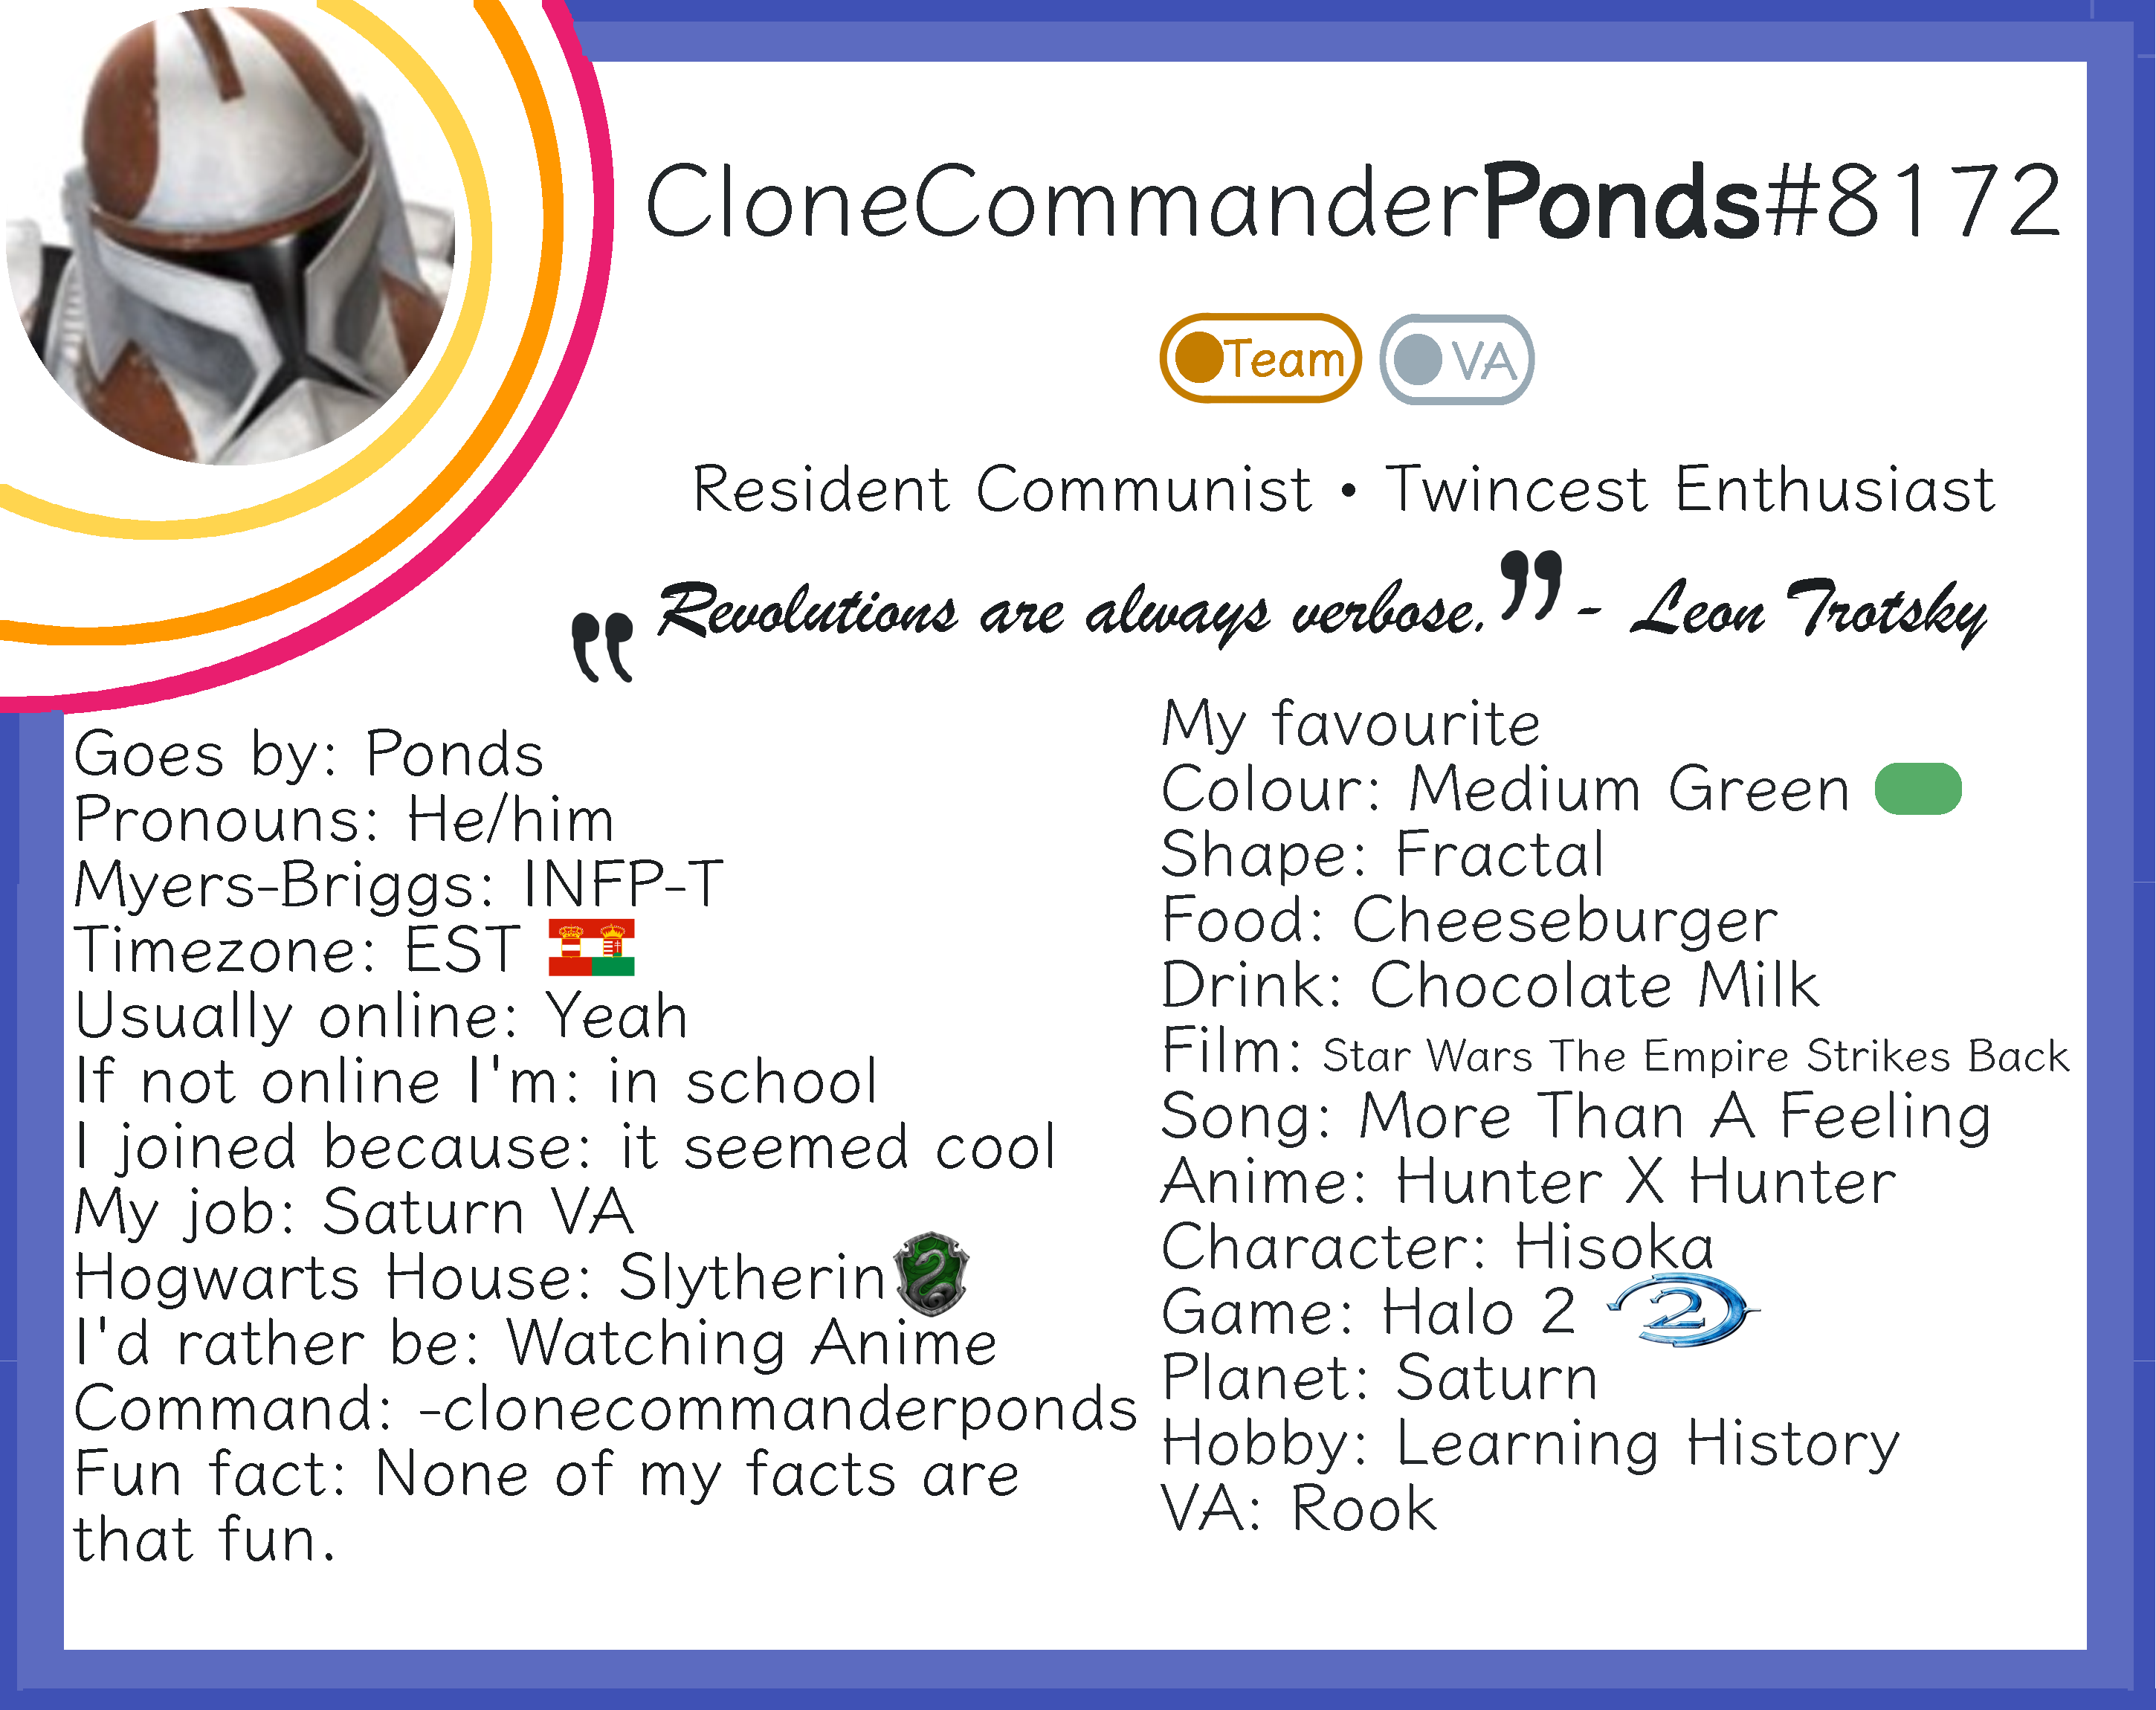 CloneCommanderPonds#8172
Team VA
Resident Communist • Twincest Enthusiast
"Revolutions are always verbose." - Leon Trotsky
Goes by: Ponds
Pronouns: He/him
Myers-Briggs: INFP-T
Timezone: EST
Usually online: Yeah
If not online I'm: in school
I joined because: it seemed cool
My job: Saturn VA
Hogwarts House: Slytherin
I'd rather be: Watching Anime
Command: -clonecommanderponds
Fun fact: None of my facts are
that fun.
My favourite
Colour: Medium Green
Shape: Fractal
Food: Cheeseburger
Drink: Chocolate Milk
Film: Star Wars The Empire Strikes Back
Song: More Than A Feeling
Anime: Hunter X Hunter
Character: Hisoka
Game: Halo 2 2
Planet: Saturn
Hobby: Learning History
VA: Rook